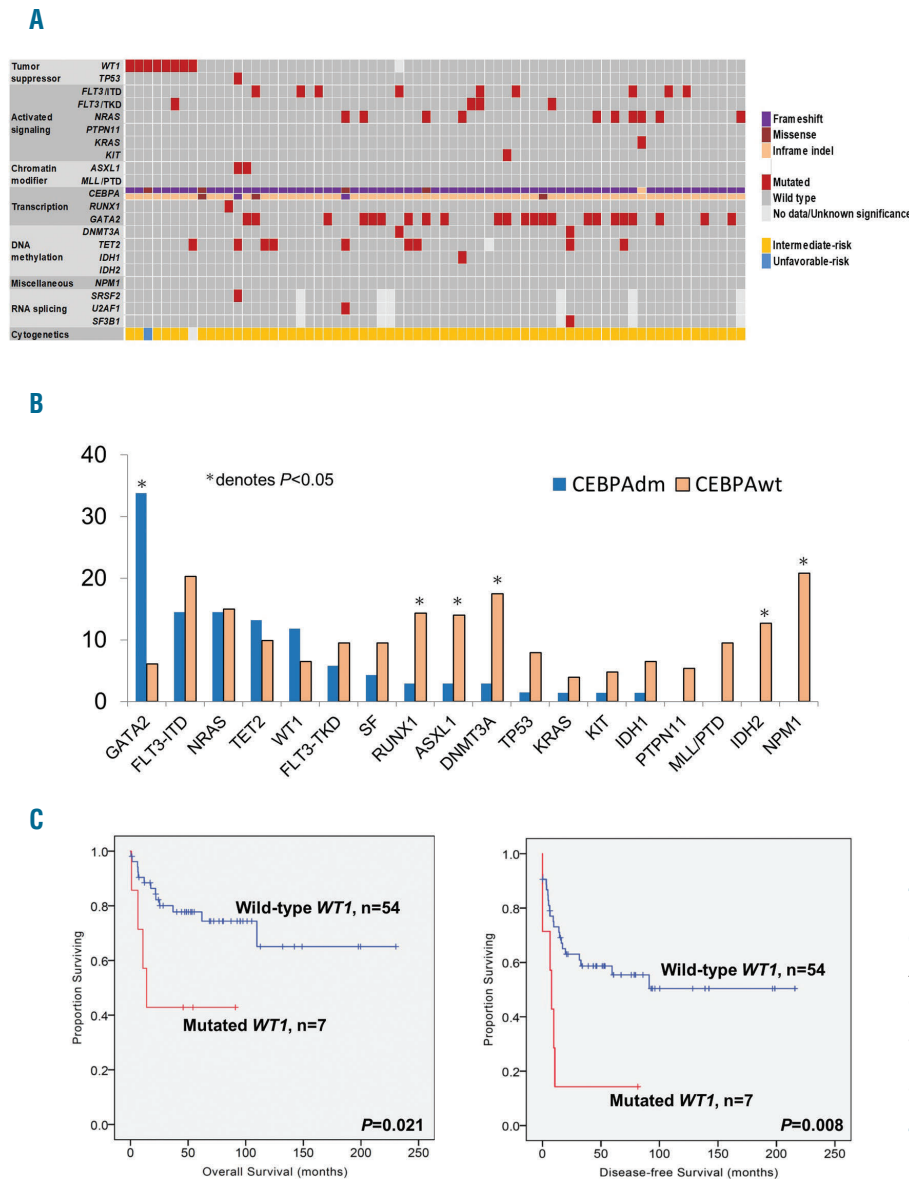 A
Tumor
suppressor
WT1
TP53
Activated
signaling
FLT3/ITD
FLT3/TKD
NRAS
PTPN11
KRAS
KIT
Chromatin
modifier
ASXL1
MLL/PTD
Transcription
CEBPA
RUNX1
GATA2
DNA
methylation
DNMT3A
TET2
IDH1
IDH2
Miscellaneous
NPM1
RNA splicing
SRSF2
U2AF1
SF3B1
Cytogenetics
Frameshift
Missense
Inframe indel
Mutated
Wild type
No data/Unknown significance
Intermediate-risk
Unfavorable-risk
B
40
30
20
10
0
*denotes P<0.05
CEBPAdm
CEBPAwt
*
*
*
*
*
*
GATA2
FLT3-ITD
NRAS
TET2
WT1
FLT3-TKD
SF
RUNX1
ASXL1
DNMT3A
TP53
KRAS
KIT
IDH1
PTPN11
MLL/PTD
IDH2
NPM1
C
Proportion Surviving
1.0
0.8
0.6
0.4
0.2
0.0
Wild-type WT1, n=54
Mutated WT1, n=7
P=0.021
0 50 100 150 200 250
Overall Survival (months)
Proportion Surviving
1.0
0.8
0.6
0.4
0.2
0.0
Wild-type WT1, n=54
Mutated WT1, n=7
P=0.008
0 50 100 150 200 250
Disease-free Survival (months)